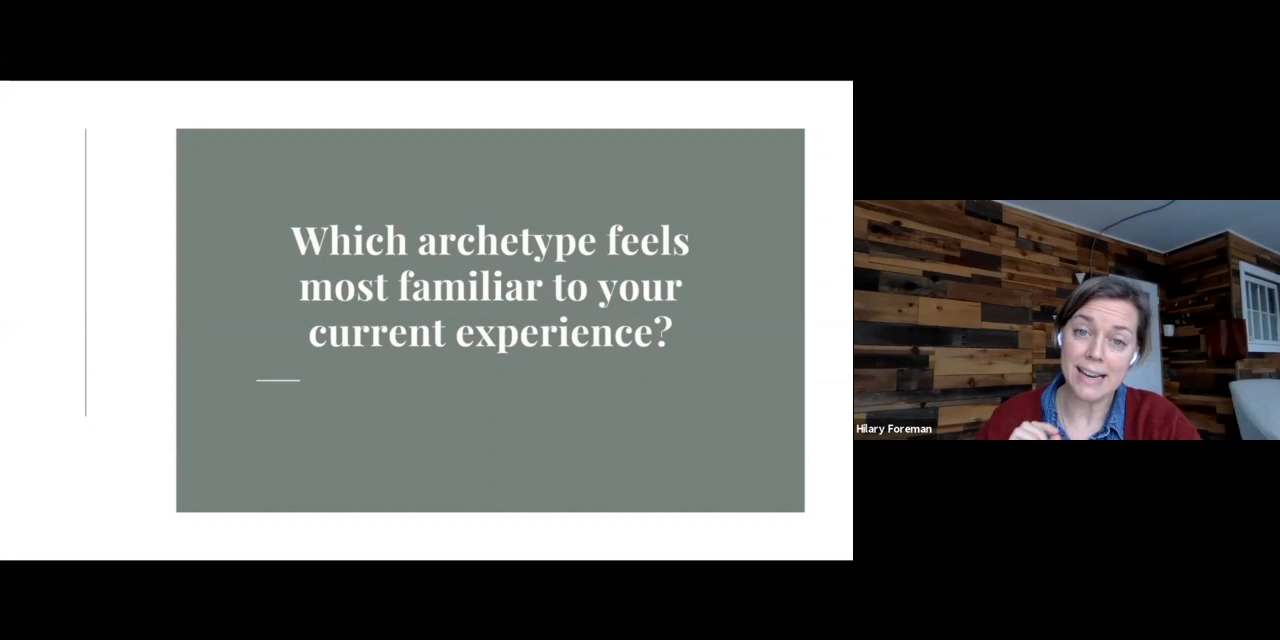 Which archetype feels
most familiar to your
current experience?
Hilary Foreman